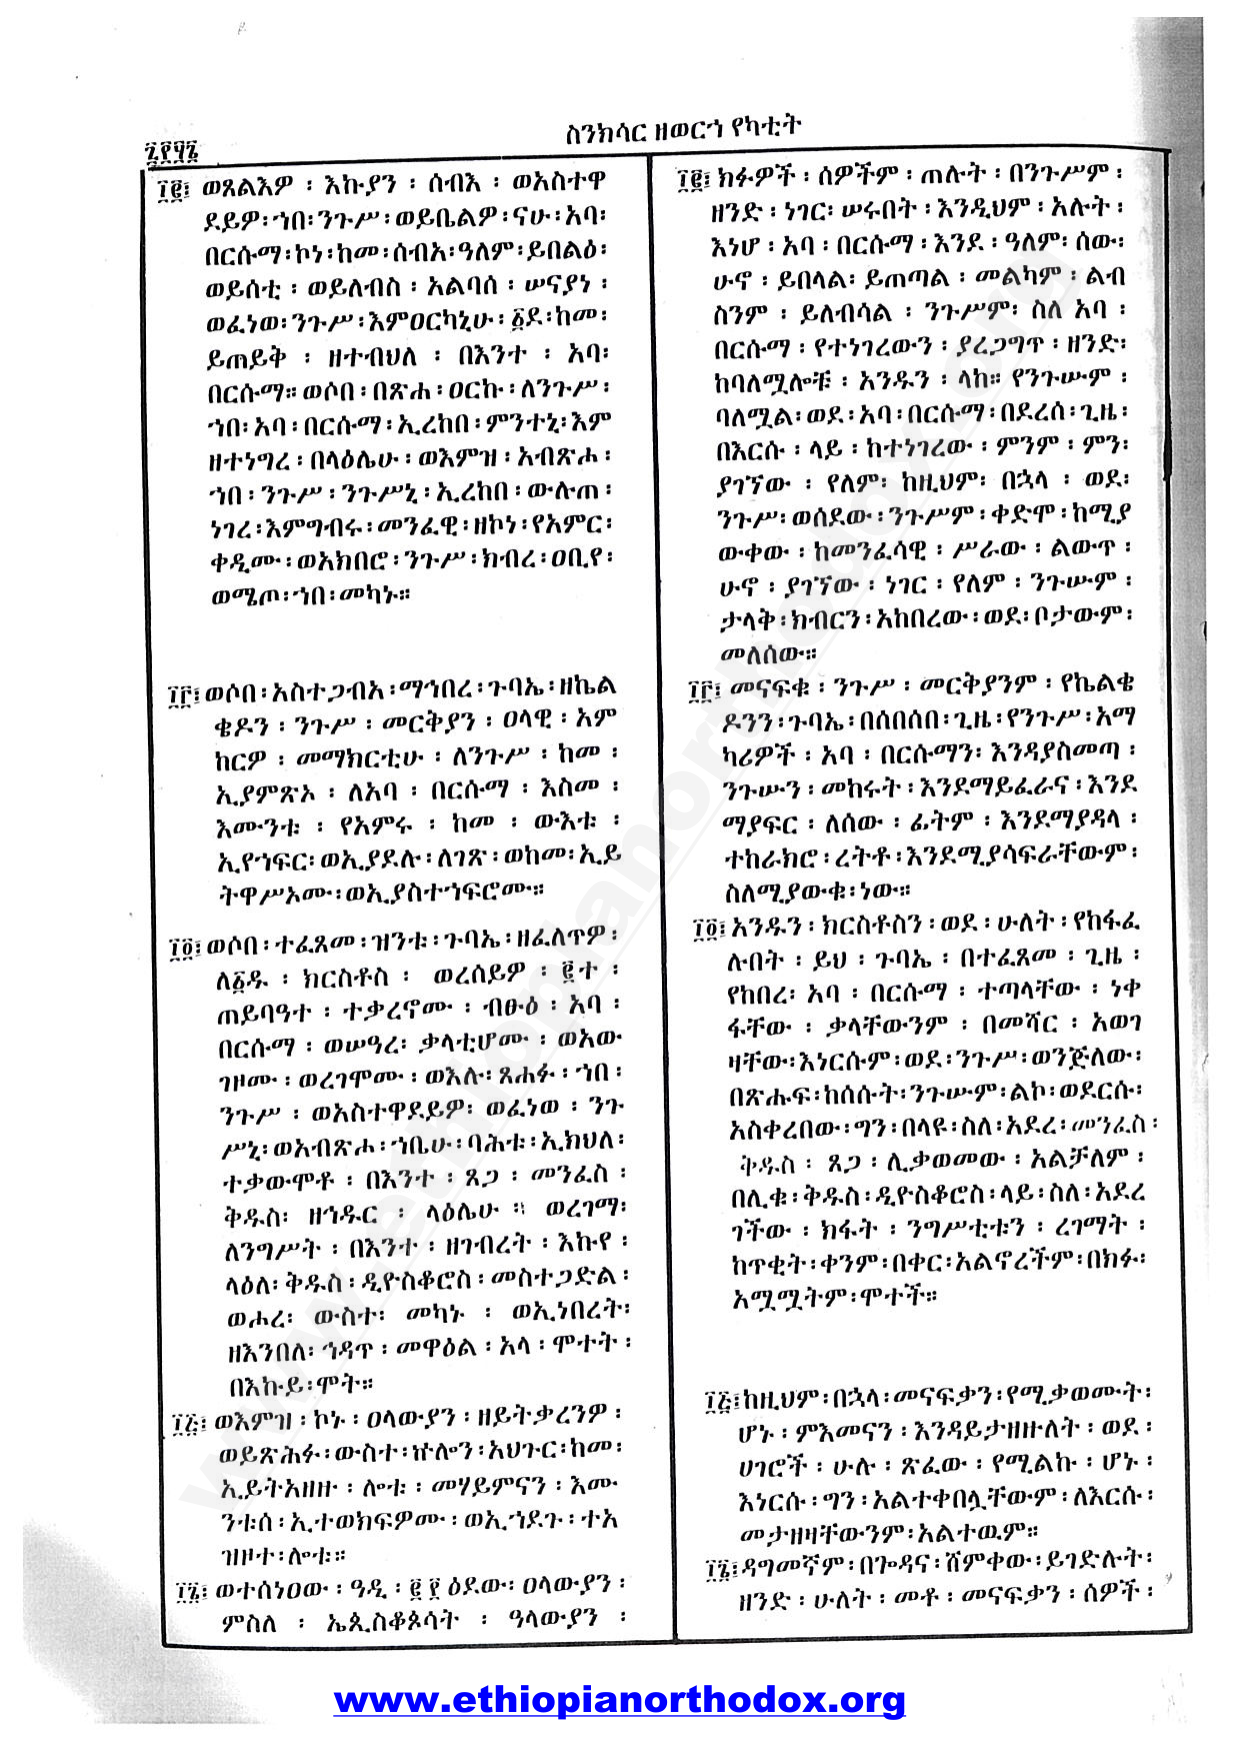 ስንክሳር ዘወርኀ የካቲት
፲፪፤ ወጸልእዎ ፡ እኩያን ፡ ሰብእ ፡ ወአስተዋ
ደይዎ፡ኀበ፡ንጉሥ፡ወይቤልዎ፡ናሁ፡አባ፡
በርሱማ፡ኮነ፡ከመ፡ሰብአ፡ዓለም፡ይበልዕ፡
ወይሰቲ ፡ ወይለብስ ፡ አልባሰ ፡ ሠናያነ ፡
ወፈነወ፡ንጉሥ፡እምዐርካኒሁ፡፩ደ፡ከመ፡
ይጠይቅ ፡ ዘተብህለ ፡ በእንተ ፡ አባ፡
በርሱማ። ወሶበ ፡ በጽሐ ፡ ዐርኩ ፡ ለንጉሥ ፡
ኀበ፡አባ ፡ በርሱማ ፡ ኢረከበ ፡ ምንተኒ፡እም
ዘተነግረ ፡ በላዕሌሁ ፡ ወእምዝ ፡ አብጽሐ ፡
ኀበ ፡ ንጉሥ ፡ ንጉሥኒ ፡ ኢረከበ ፡ ውሉጠ ፡
ነገረ፡እምግብሩ፡መንፈዊ፡ዘኮነ፡የአምር፡
ቀዲሙ፡ወአክበሮ፡ንጉሥ፡ክብረ፡ዐቢየ፡
ወሜጦ፡ኀበ፡መካኑ።
፲፫፤ወሶበ፡አስተጋብአ፡ማኅበረ፡ጉባኤ፡ዘኬል
ቄዶን ፡ ንጉሥ ፡ መርቅያን ፡ ዐላዊ ፡ አም
ከርዎ ፡ መማክርቲሁ ፡ ለንጉሥ ፡ ከመ ፡
ኢያምጽኦ ፡ ለአባ ፡ በርሱማ ፡ እስመ ፡
እሙንቱ ፡ የአምሩ ፡ ከመ ፡ ውእቱ ፡
ኢየኀፍር፡ወኢያደሉ፡ለገጽ፡ወከመ፡ኢይ
ትዋሥኦሙ፡ወኢያስተኀፍሮሙ።
፲፬፤ወሶበ፡ተፈጸመ፡ዝንቱ፡ጉባኤ፡ዘፈለጥዎ፡
ለ፩ዱ ፡ ክርስቶስ ፡ ወረሰይዎ ፡ ፪ተ ፡
ጠይባዓተ ፡ ተቃረኖሙ ፡ ብፁዕ ፡ አባ ፡
በርሱማ ፡ ወሠዓረ፡ ቃላቲሆሙ ፡ ወአው
ገዞሙ ፡ ወረገሞሙ ፡ ወእሉ፡ ጸሐፉ ፡ ኀበ ፡
ንጉሥ ፡ ወአስተዋደይዎ፡ ወፈነወ ፡ ንጉ
ሥኒ፡ወአብጽሐ፡ኀቤሁ፡ባሕቱ፡ኢክህለ፡
ተቃውሞቶ ፡ በእንተ ፡ ጸጋ ፡ መንፈስ ፡
ቅዱስ፡ ዘኀዱር ፡ ላዕሌሁ ። ወረገማ፡
ለንግሥት ፡ በእንተ ፡ ዘገብረት ፡ እኩየ ፡
ላዕለ፡ቅዱስ፡ዲዮስቆሮስ፡መስተጋድል፡
ወሖረ፡ ውስተ፡ መካኑ ፡ ወኢነበረት፡
ዘእንበለ፡ኅዳጥ ፡ መዋዕል ፡ አላ ፡ ሞተት ፡
በእኩይ፡ሞት።
፲፭፤ ወእምዝ ፡ ኮኑ ፡ ዐላውያን ፡ ዘይትቃረንዎ ፡
ወይጽሕፉ፡ውስተ፡ኵሎን፡አህጉር፡ከመ፡
ኢይትአዘዙ ፡ ሎቱ ፡ መሃይምናን ፡ እሙ
ንቱሰ ፡ ኢተወክፍዎሙ ፡ ወኢኀደጉ ፡ ተአ
ዝዞተ፡ሎቱ።
፲፮፤ ወተሰነዐው ፡ ዓዲ ፡ ፪፻ዕደው፡ ዐላውያን ፡
ምስለ ፡ ኤጲስቆጶሳት ፡ ዓላውያን ፡
፲፪፤ ክፉዎች ፡ ሰዎችም ፡ ጠሉት ፡ በንጉሥም ፡
ዘንድ ፡ ነገር፡ ሠሩበት ፡ እንዲህም ፡ አሉት ፡
እነሆ ፡ አባ ፡ በርሱማ ፡ እንደ ፡ ዓለም፡ ሰው፡
ሁኖ ፡ ይበላል፡ ይጠጣል ፡ መልካም ፡ ልብ
ስንም ፡ ይለብሳል ፡ ንጉሥም፡ ስለ አባ ፡
በርሱማ ፡ የተነገረውን ፡ ያረጋግጥ ፡ ዘንድ፡
ከባለሟሎቹ ፡ አንዱን ፡ ላከ። የንጉሡም ፡
ባለሟል፡ወደ፡አባ፡በርሱማ፡በደረሰ፡ጊዜ፡
በእርሱ ፡ ላይ ፡ ከተነገረው ፡ ምንም ፡ ምን፡
ያገኘው ፡ የለም፡ ከዚህም፡ በኋላ ፡ ወደ፡
ንጉሥ፡ወሰደው፡ንጉሥም፡ቀድሞ፡ከሚያ
ውቀው ፡ ከመንፈሳዊ ፡ ሥራው ፡ ልውጥ ፡
ሁኖ ፡ ያገኘው ፡ ነገር ፡ የለም ፡ ንጉሡም ፡
ታላቅ፡ክብርን፡አከበረው፡ወደ፡ቦታውም፡
መለሰው።
፲፫፤ መናፍቁ ፡ ንጉሥ ፡ መርቅያንም ፡ የኬልቄ
ዶንን፡ጉባኤ፡በሰበሰበ፡ጊዜ፡የንጉሥ፡አማ
ካሪዎች ፡ አባ ፡ በርሱማን፡ እንዳያስመጣ ፡
ንጉሡን ፡ መከሩት ፡ እንደማይፈራና ፡ እንደ
ማያፍር ፡ ለሰው ፡ ፊትም ፡ እንደማያዳላ ፡
ተከራክሮ፡ረትቶ፡እንደሚያሳፍራቸውም፡
ስለሚያውቁ፡ነው።
፲፬፤ አንዱን ፡ ክርስቶስን ፡ ወደ ፡ ሁለት ፡ የከፋፈ
ሉበት ፡ ይህ ፡ ጉባኤ ፡ በተፈጸመ ፡ ጊዜ ፡
የከበረ፡ አባ ፡ በርሱማ ፡ ተጣላቸው ፡ ነቀ
ፋቸው ፡ ቃላቸውንም ፡ በመሻር ፡ አወገ
ዛቸው፡እነርሱም፡ወደ፡ንጉሥ፡ወንጅለው፡
በጽሑፍ፡ከሰሱት፡ንጉሡም፡ልኮ፡ወደርሱ፡
አስቀረበው፡ግን፡በላዩ፡ስለ፡አደረ፡መንፈስ፡
ቅዱስ ፡ ጸጋ ፡ ሊቃወመው ፡ አልቻለም ፡
በሊቁ፡ቅዱስ፡ዲዮስቆሮስ፡ላይ፡ስለ፡አደረ
ገችው ፡ ክፋት ፡ ንግሥቲቱን ፡ ረገማት ፡
ከጥቂት፡ቀንም፡በቀር፡አልኖረችም፡በክፉ፡
አሟሟትም፡ሞተች።
፲፭፤ከዚህም፡በኋላ፡መናፍቃን፡የሚቃወሙት፡
ሆኑ ፡ ምእመናን ፡ እንዳይታዘዙለት ፡ ወደ ፡
ሀገሮች ፡ ሁሉ ፡ ጽፈው ፡ የሚልኩ ፡ ሆኑ ፡
እነርሱ፡ግን፡አልተቀበሏቸውም፡ለእርሱ፡
መታዘዛቸውንም፡አልተዉም።
፲፮፤ዳግመኛም፡በጐዳና፡ሸምቀው፡ይገድሉት፡
ዘንድ ፡ ሁለት ፡ መቶ ፡ መናፍቃን ፡ ሰዎች ፡
www.ethiopianorthodox.org
www.ethiopianorthodox.org